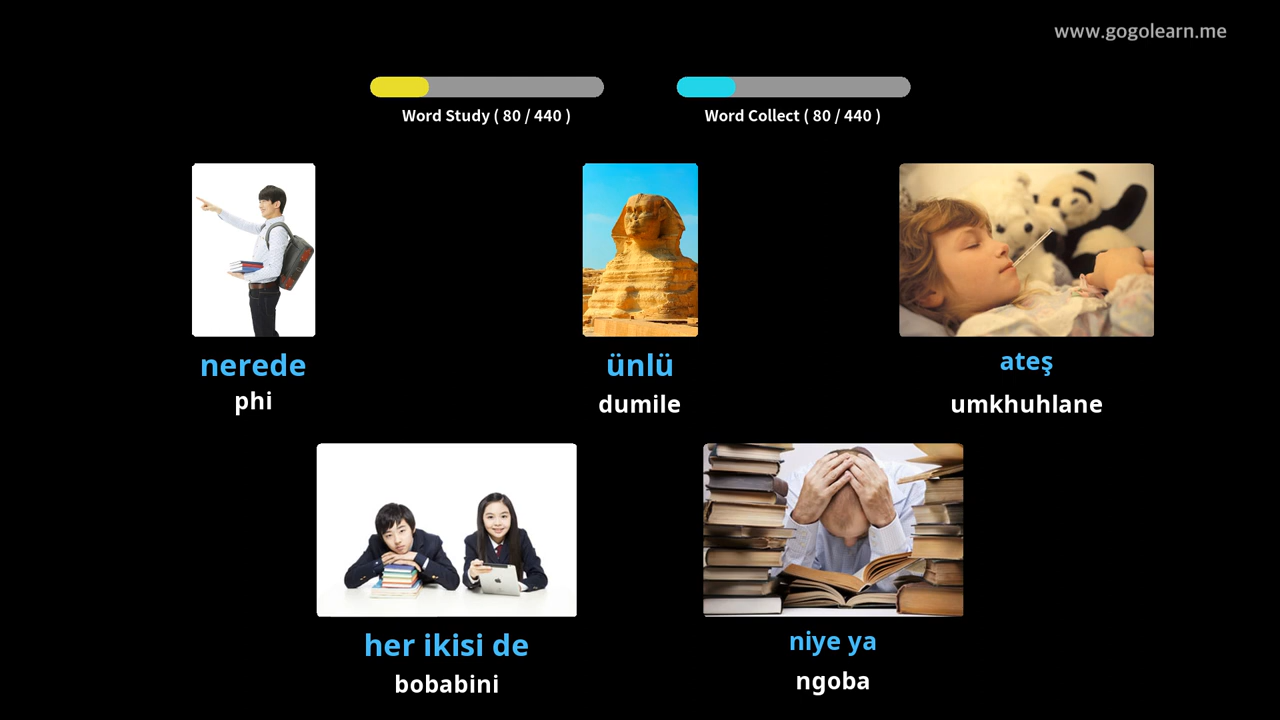 www.gogolearn.me
Word Study ( 80 / 440 )
Word Collect ( 80 / 440 )
nerede
phi
ünlü
dumile
ateş
umkhuhlane
her ikisi de
bobabini
niye ya
ngoba